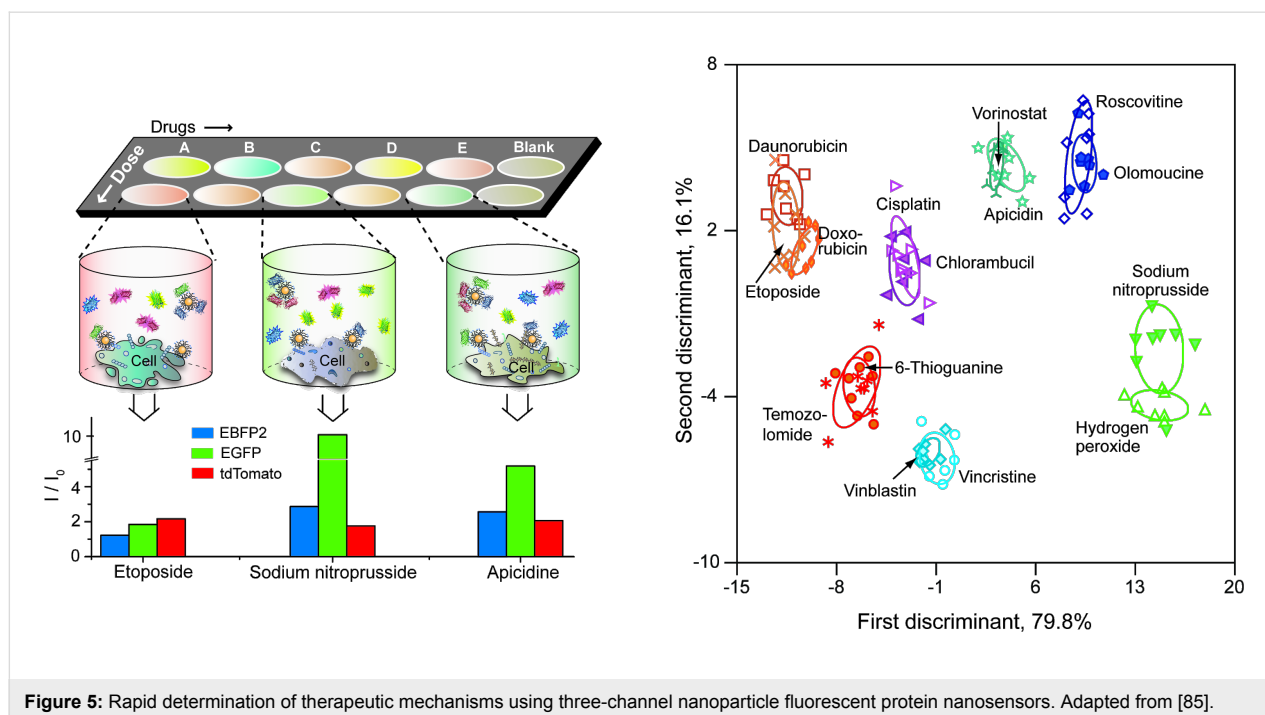 Drugs →
A B C D E Blank
← Dose
Cell Cell Cell
I / I0
10
4
2
0
EBFP2
EGFP
tdTomato
Etoposide Sodium nitroprusside Apicidine
Second discriminant, 16.1%
8
2
-4
-10
-15 -8 -1 6 13 20
First discriminant, 79.8%
Daunorubicin
Doxo-
rubicin
Etoposide
Cisplatin
Chlorambucil
Vorinostat
Apicidin
Roscovitine
Olomoucine
Sodium
nitroprusside
Hydrogen
peroxide
6-Thioguanine
Temozo-
lomide
Vinblastin
Vincristine
Figure 5: Rapid determination of therapeutic mechanisms using three-channel nanoparticle fluorescent protein nanosensors. Adapted from [85].